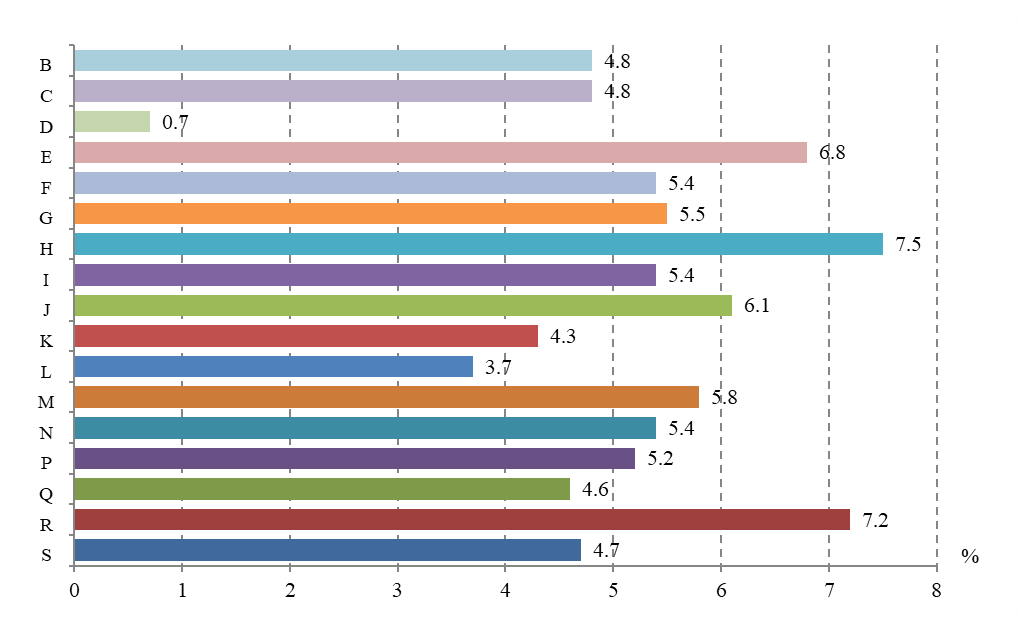 B 4.8
C 4.8
D 0.7
E 6.8
F 5.4
G 5.5
H 7.5
I 5.4
J 6.1
K 4.3
L 3.7
M 5.8
N 5.4
P 5.2
Q 4.6
R 7.2
S 4.7
%
0 1 2 3 4 5 6 7 8